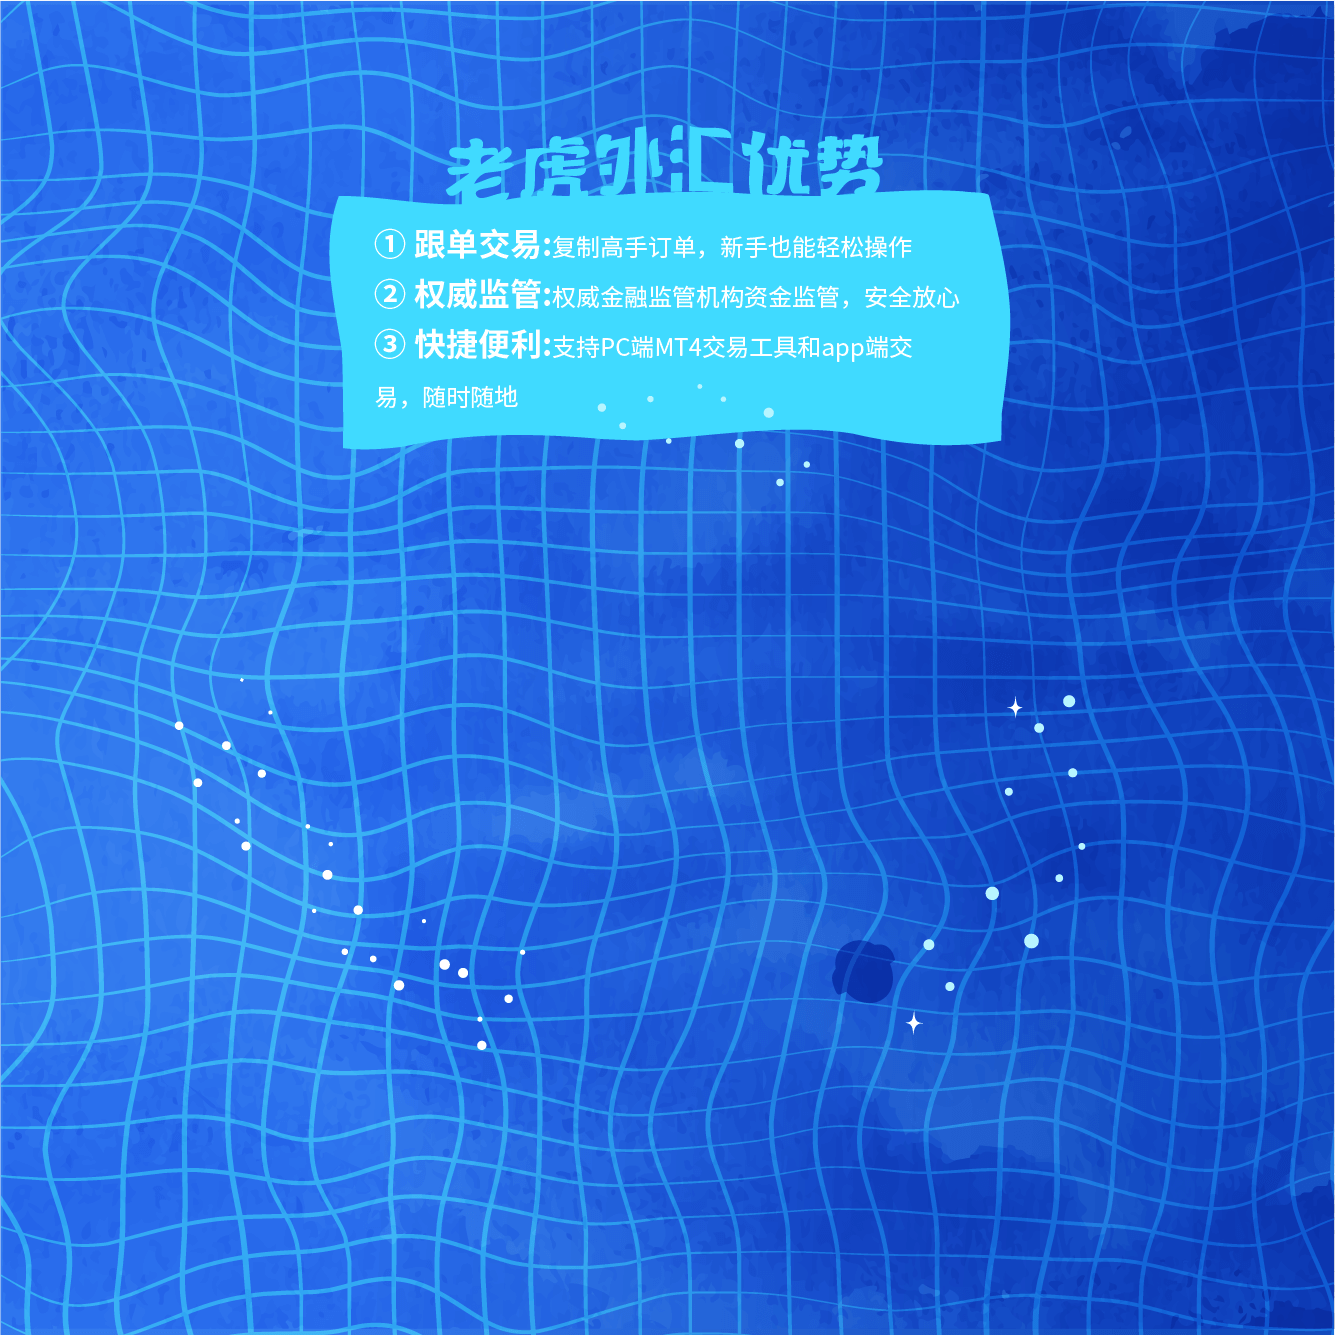 老虎外汇优势
① 跟单交易:复制高手订单，新手也能轻松操作
② 权威监管:权威金融监管机构资金监管，安全放心
③ 快捷便利:支持PC端MT4交易工具和app端交
易，随时随地